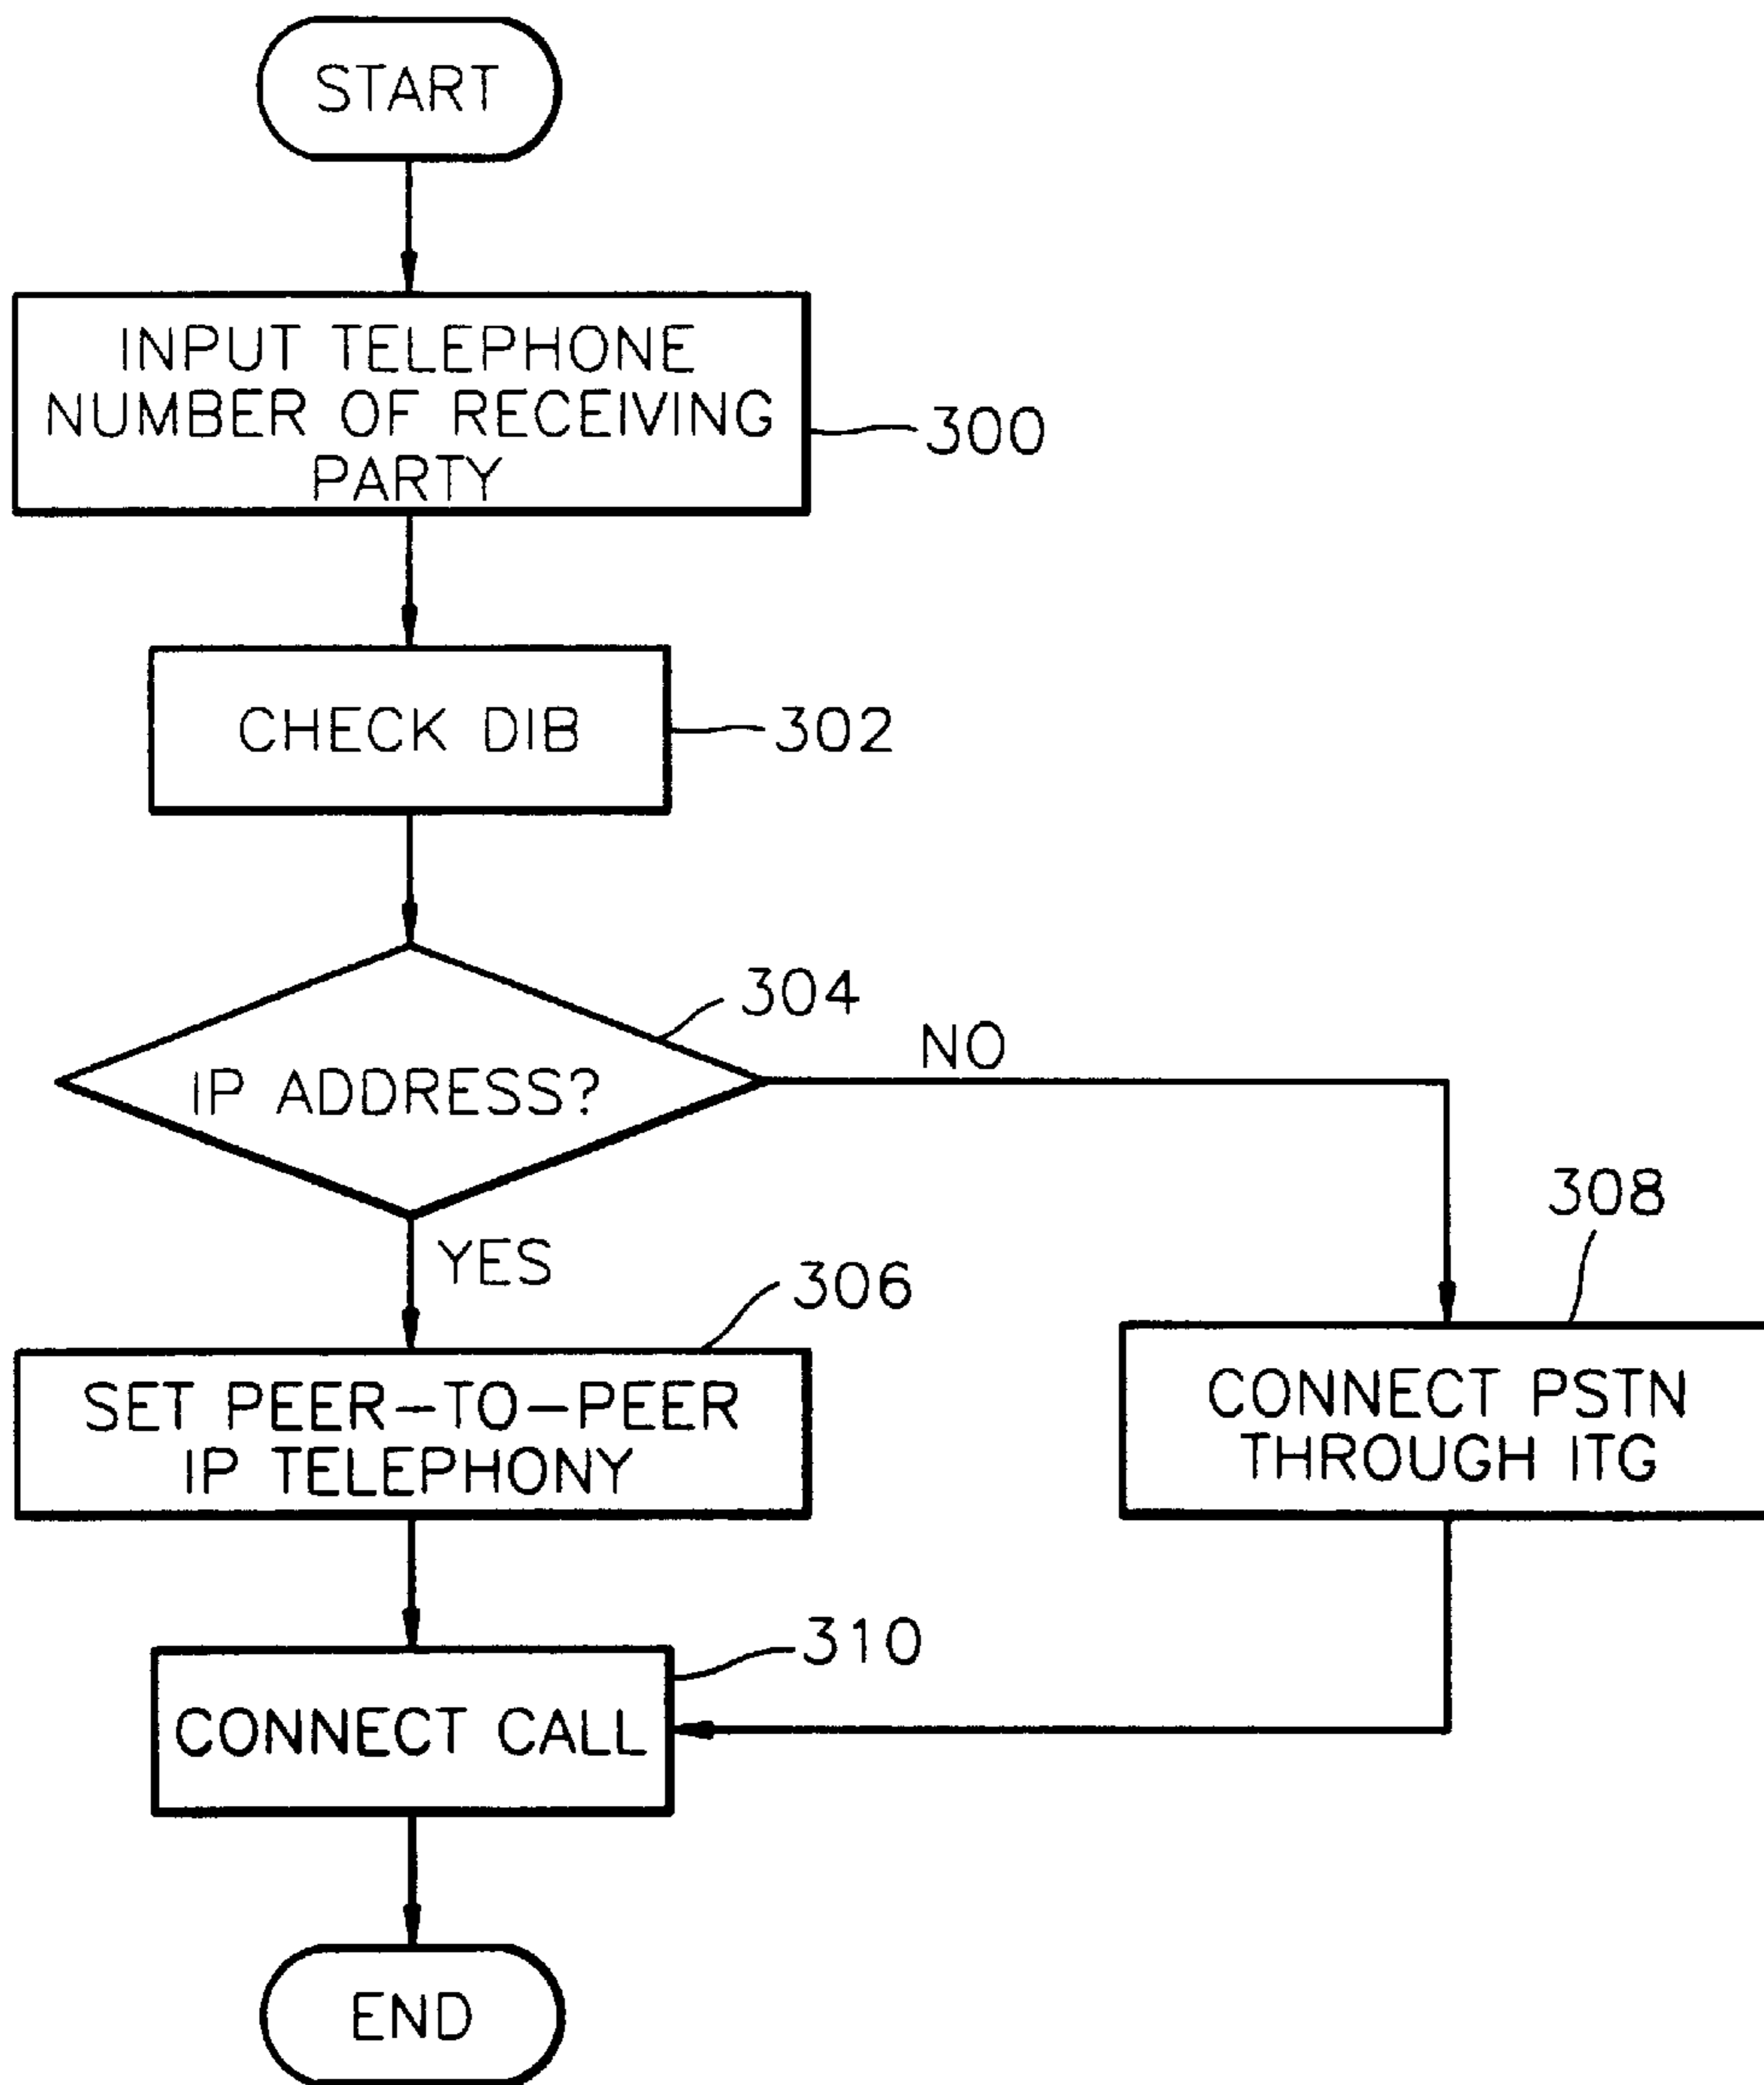 START
INPUT TELEPHONE
NUMBER OF RECEIVING
PARTY
300
CHECK DIB
302
304
IP ADDRESS?
NO
YES
306
SET PEER-TO-PEER
IP TELEPHONY
308
CONNECT PSTN
THROUGH ITG
310
CONNECT CALL
END